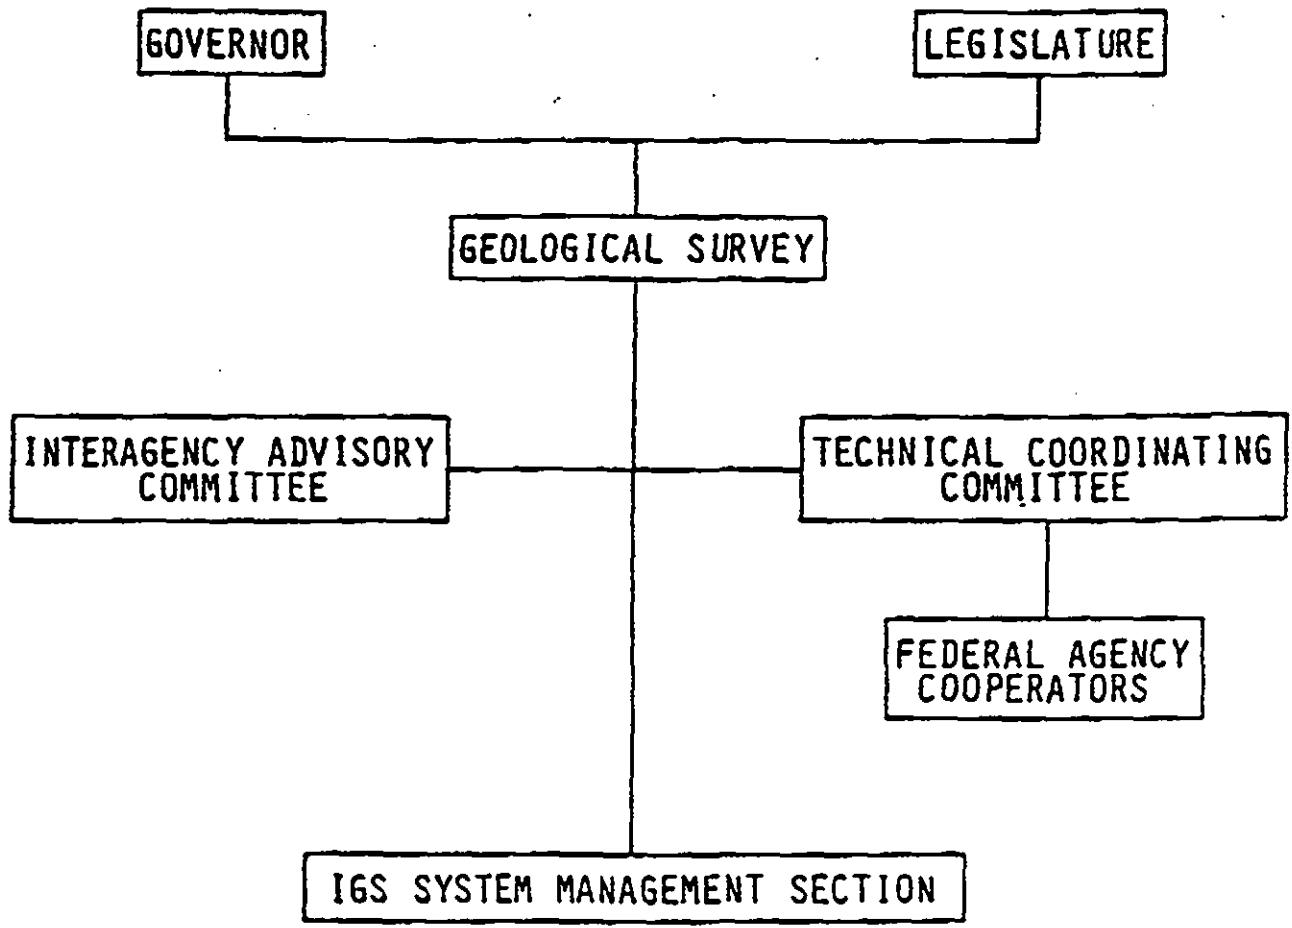 GOVERNOR
LEGISLATURE
GEOLOGICAL SURVEY
INTERAGENCY ADVISORY
COMMITTEE
TECHNICAL COORDINATING
COMMITTEE
FEDERAL AGENCY
COOPERATORS
IGS SYSTEM MANAGEMENT SECTION